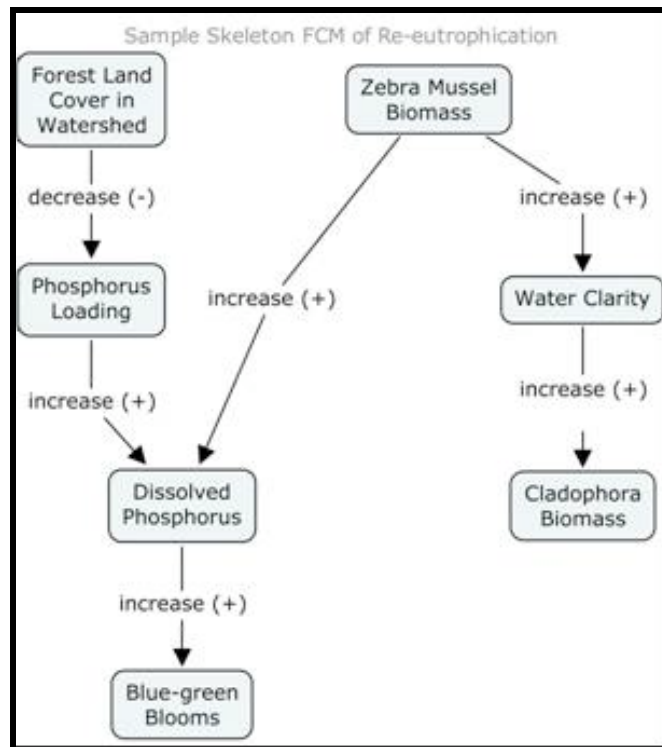 Sample Skeleton FCM of Re-eutrophication
Forest Land
Cover in
Watershed
Zebra Mussel
Biomass
decrease (-)
increase (+)
Phosphorus
Loading
increase (+)
Water Clarity
increase (+)
increase (+)
Dissolved
Phosphorus
Cladophora
Biomass
increase (+)
Blue-green
Blooms